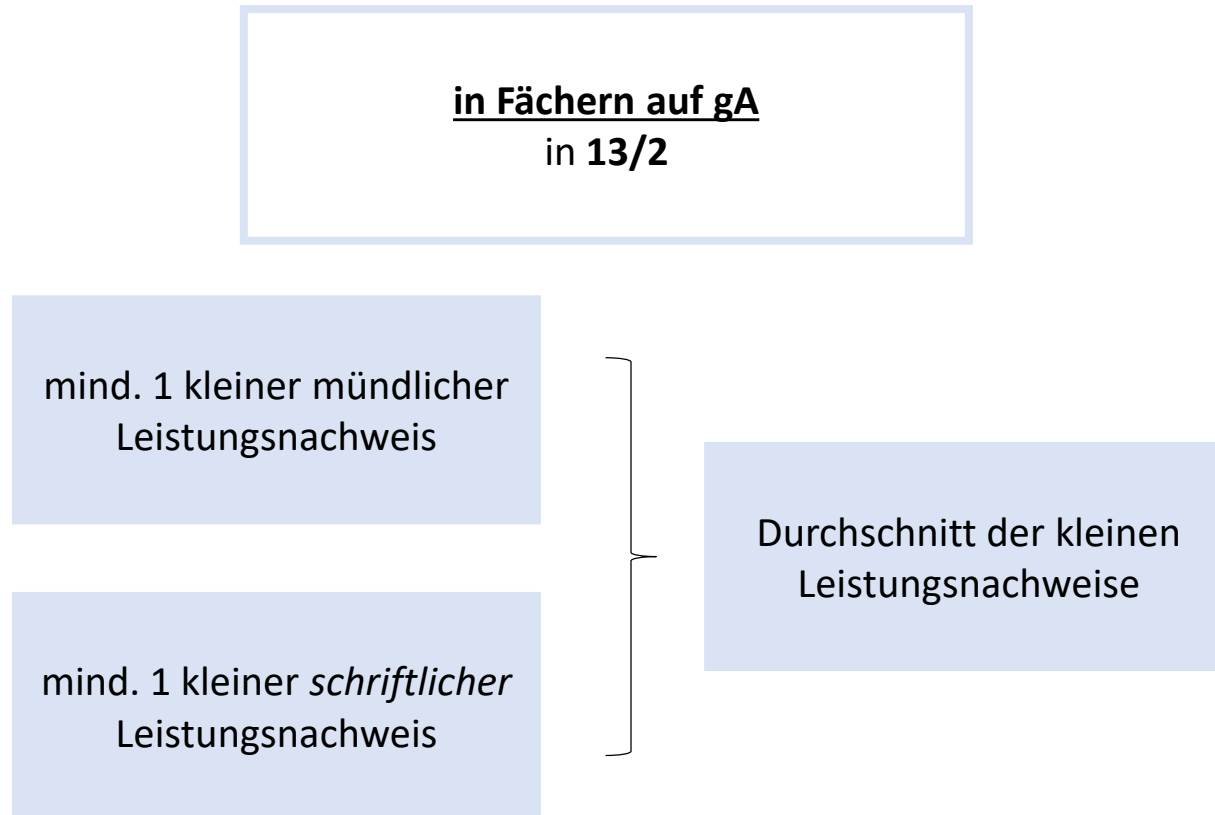 in Fächern auf gA
in 13/2
mind. 1 kleiner mündlicher
Leistungsnachweis
mind. 1 kleiner schriftlicher
Leistungsnachweis
Durchschnitt der kleinen
Leistungsnachweise